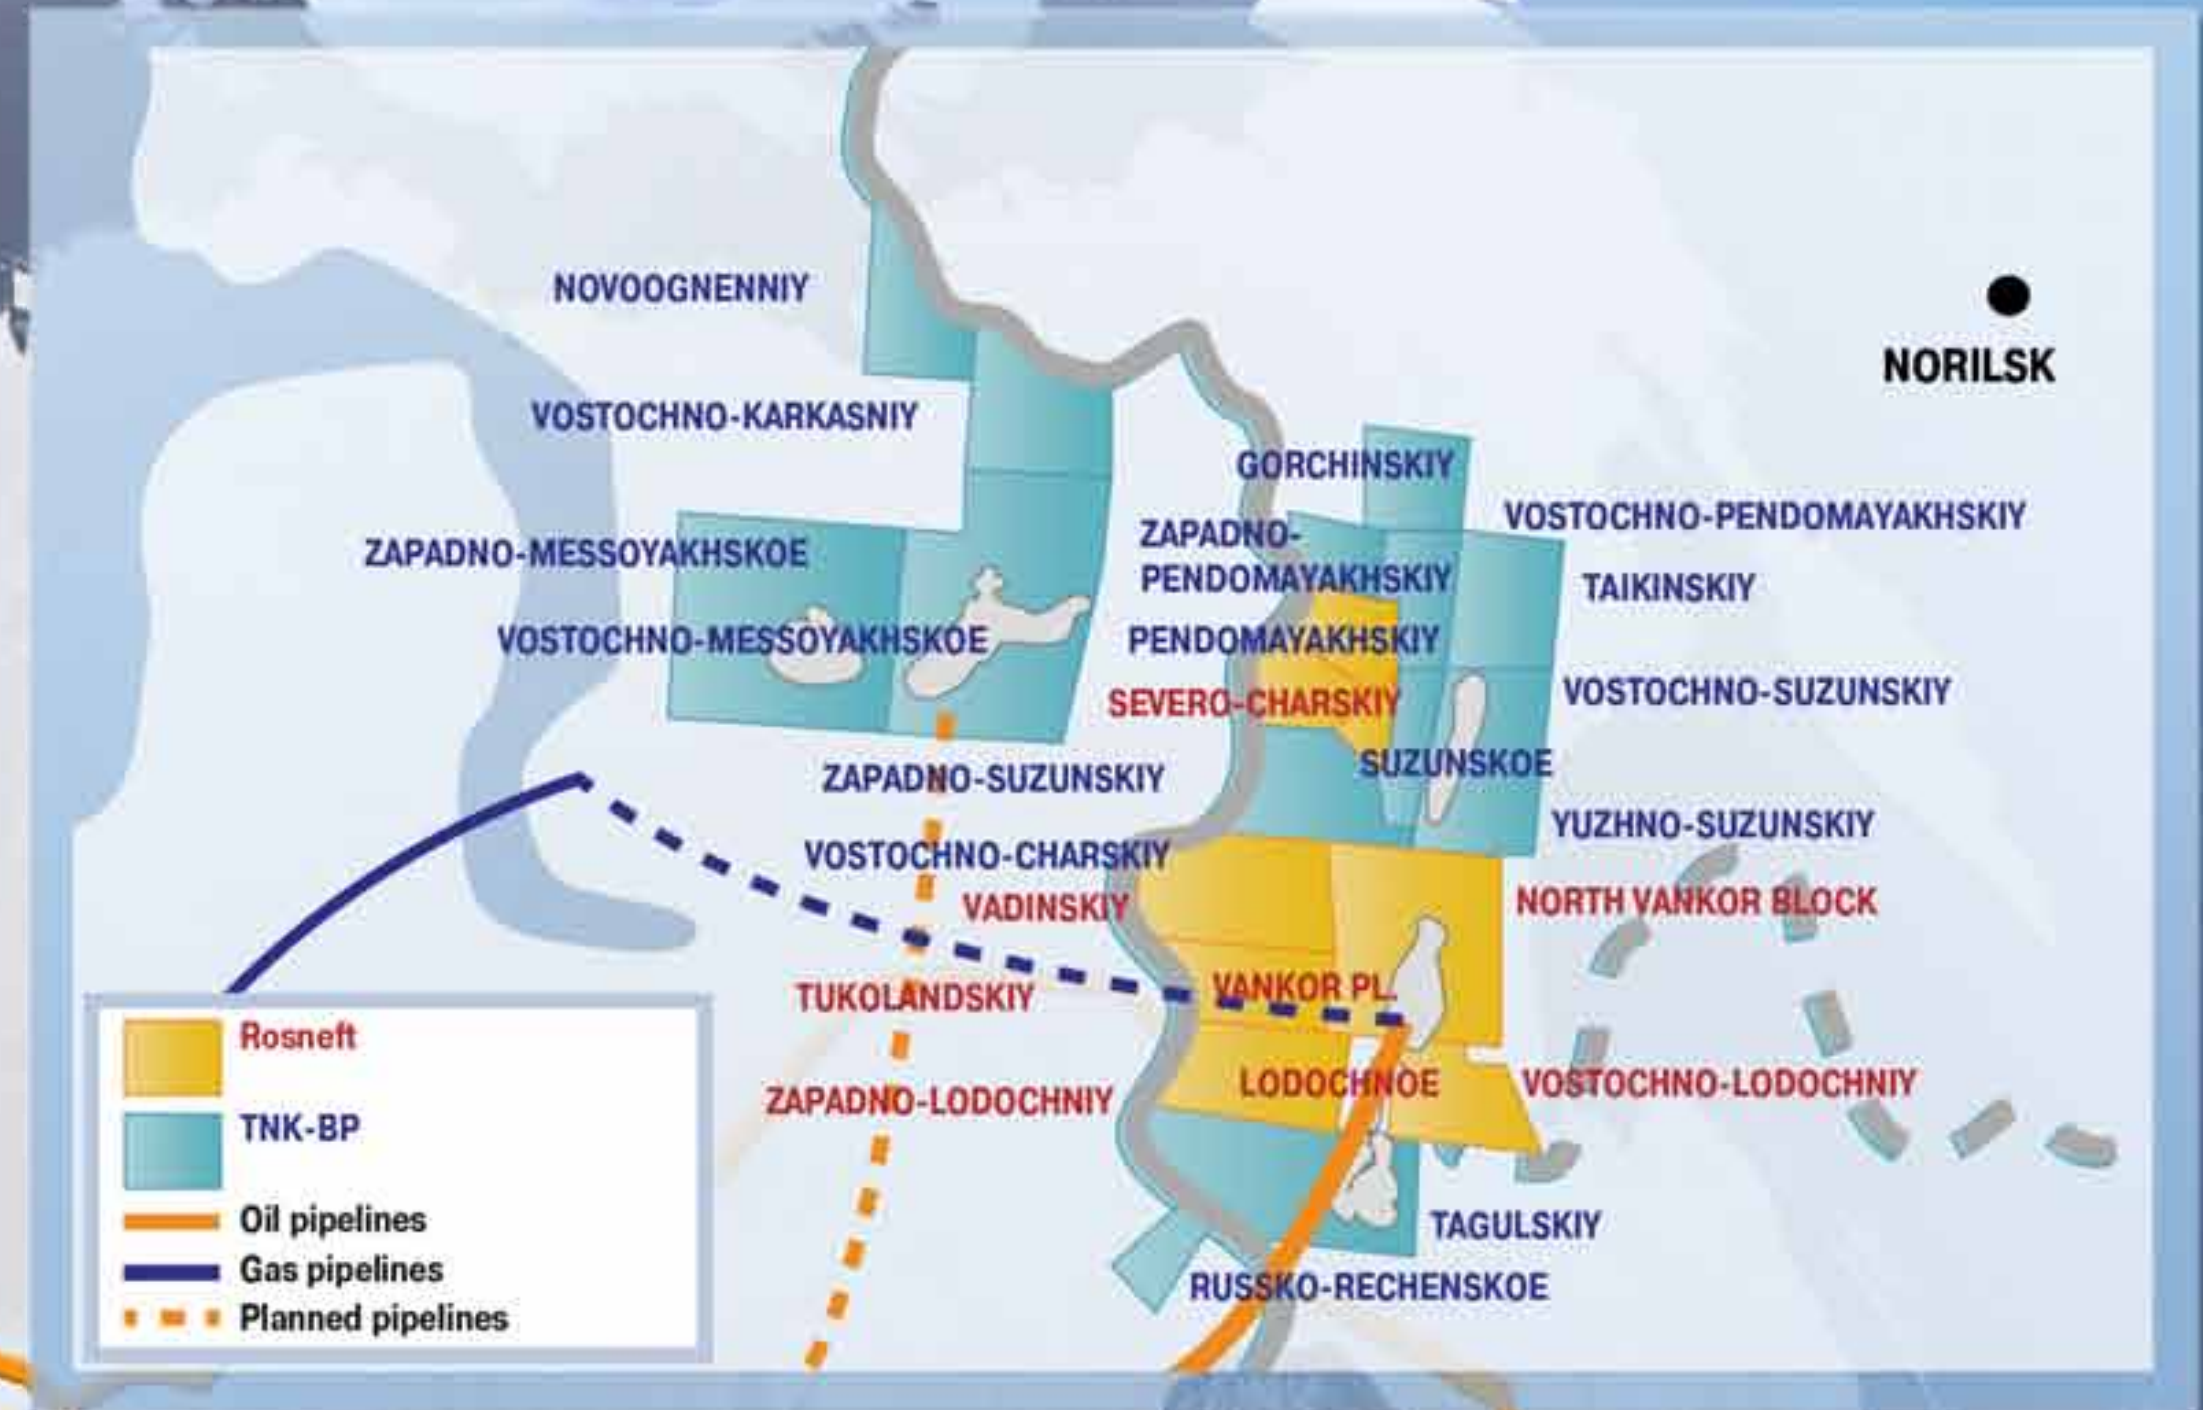 NOVOOGNENNIY
NORILSK
VOSTOCHNO-KARKASNIY
GORCHINSKIY
VOSTOCHNO-PENDOMAYAKHSKIY
ZAPADNO-
PENDOMAYAKHSKIY
ZAPADNO-MESSOYAKHSKOE
TAIKINSKIY
VOSTOCHNO-MESSOYAKHSKOE
PENDOMAYAKHSKIY
SEVERO-CHARSKIY
VOSTOCHNO-SUZUNSKIY
SUZUNSKOE
ZAPADNO-SUZUNSKIY
YUZHNO-SUZUNSKIY
VOSTOCHNO-CHARSKIY
VADINSKIY
NORTH VANKOR BLOCK
VANKOR PL.
TUKOLANDSKIY
LODOCHNOE
VOSTOCHNO-LODOCHNIY
ZAPADNO-LODOCHNIY
TAGULSKIY
RUSSKO-RECHENSKOE
Rosneft
TNK-BP
Oil pipelines
Gas pipelines
Planned pipelines